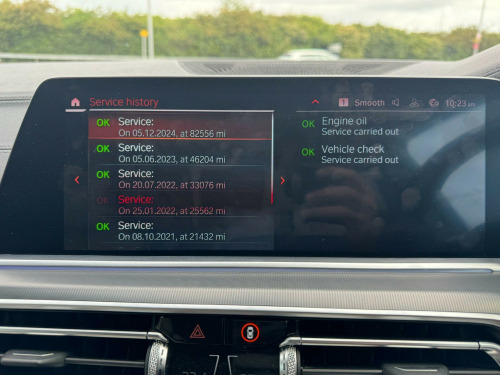 Service history
1 Smooth 10:23
OK Service:
On 05.12.2024, at 82556 mi
OK Service:
On 05.06.2023, at 46204 mi
OK Service:
On 20.07.2022, at 33076 mi
OK Service:
On 25.01.2022, at 25562 mi
OK Service:
On 08.10.2021, at 21432 mi
OK Engine oil
Service carried out
OK Vehicle check
Service carried out